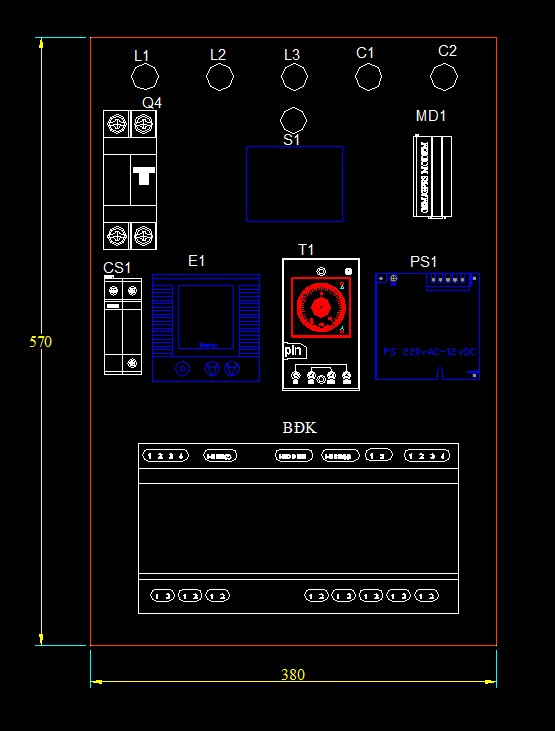 L1 L2 L3 C1 C2
Q4
S1
MD1
T
CS1 E1 T1 PS1
570
pin
PS 220vAC-12vDC
BĐK
1 2 3 4
1 2
1 2 3 4
1 2 1 2 1 2 1 2 1 2 1 2 1 2 1 2
380